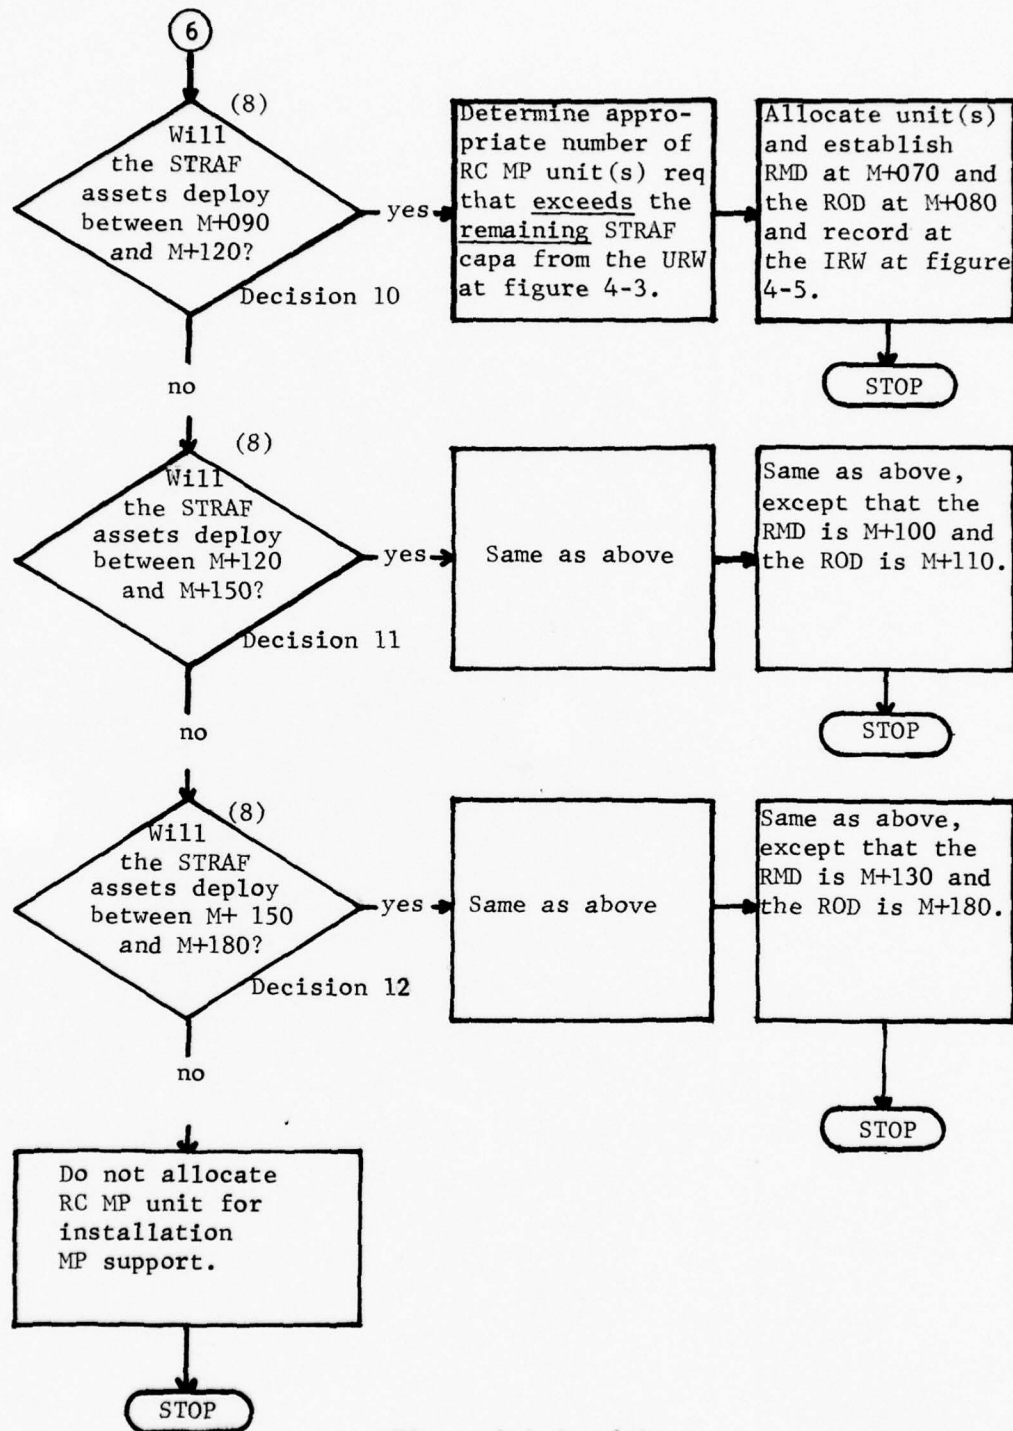 6
(8)
Will
the STRAF
assets deploy
between M+090
and M+120?
Decision 10
yes
Determine appro-
priate number of
RC MP unit(s) req
that exceeds the
remaining STRAF
capa from the URW
at figure 4-3.
Allocate unit(s)
and establish
RMD at M+070 and
the ROD at M+080
and record at
the IRW at figure
4-5.
STOP
no
(8)
Will
the STRAF
assets deploy
between M+120
and M+150?
Decision 11
yes
Same as above
Same as above,
except that the
RMD is M+100 and
the ROD is M+110.
STOP
no
(8)
Will
the STRAF
assets deploy
between M+ 150
and M+180?
Decision 12
yes
Same as above
Same as above,
except that the
RMD is M+130 and
the ROD is M+180.
STOP
no
Do not allocate
RC MP unit for
installation
MP support.
STOP